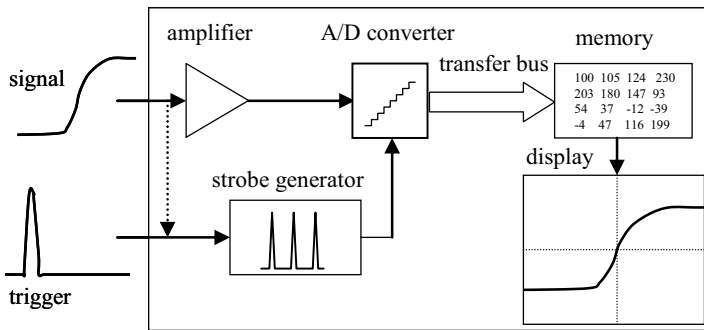 amplifier
A/D converter
memory
signal
transfer bus
100 105 124 230
203 180 147 93
54 37 -12 -39
-4 47 116 199
display
strobe generator
trigger